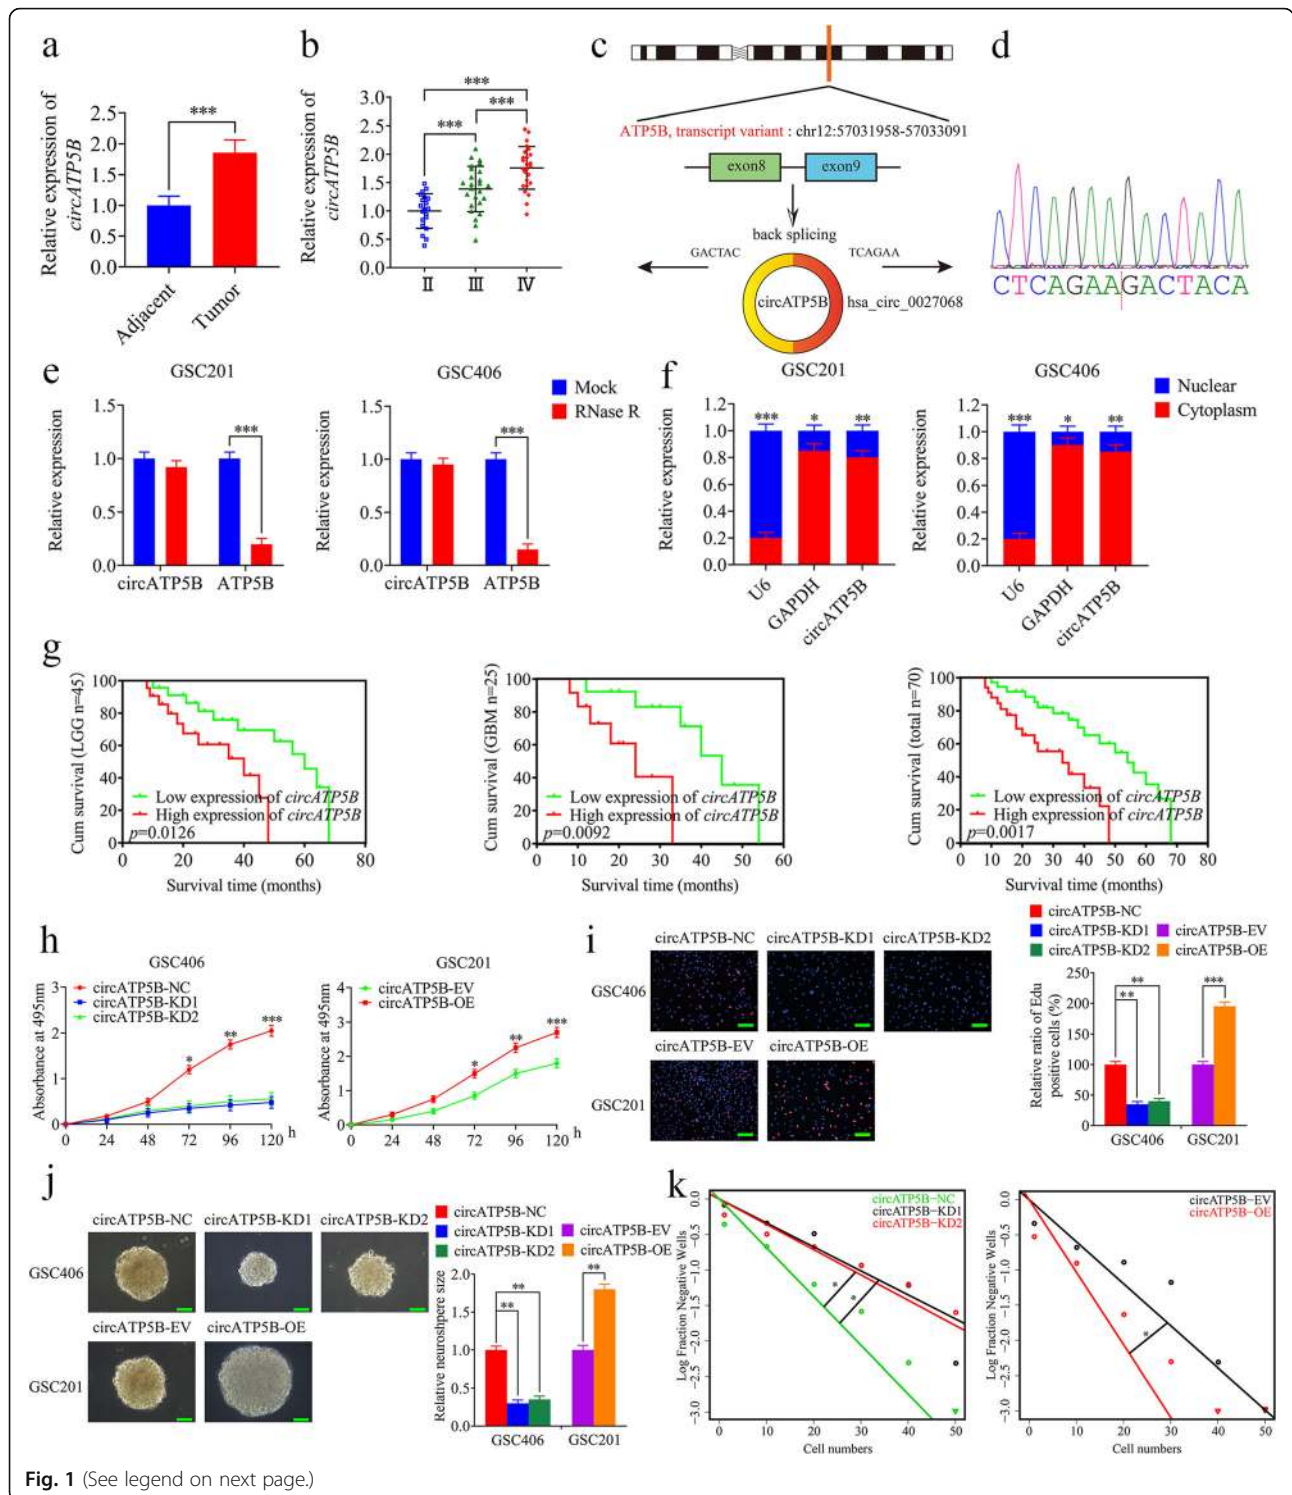 a
Relative expression of
circATP5B
2.5
2.0
1.5
1.0
0.5
0.0
***
Adjacent
Tumor
b
Relative expression of
circATP5B
3.0
2.5
2.0
1.5
1.0
0.5
0.0
***
***
***
Ⅱ
Ⅲ
Ⅳ
c
ATP5B, transcript variant : chr12:57031958-57033091
exon8
exon9
back splicing
GACTAC
TCAGAA
circATP5B
hsa_circ_0027068
d
CTCAGAAGACTACA
e
GSC201
Relative expression
1.5
1.0
0.5
0.0
***
circATP5B
ATP5B
GSC406
Relative expression
1.5
1.0
0.5
0.0
***
circATP5B
ATP5B
Mock
RNase R
f
GSC201
Relative expression
1.2
1.0
0.8
0.6
0.4
0.2
0.0
***
*
**
U6
GAPDH
circATP5B
GSC406
Relative expression
1.2
1.0
0.8
0.6
0.4
0.2
0.0
***
*
**
U6
GAPDH
circATP5B
Nuclear
Cytoplasm
g
Cum survival (LGG n=45)
100
80
60
40
20
0
Low expression of circATP5B
High expression of circATP5B
p=0.0126
0 20 40 60 80
Survival time (months)
Cum survival (GBM n=25)
100
80
60
40
20
0
Low expression of circATP5B
High expression of circATP5B
p=0.0092
0 10 20 30 40 50 60
Survival time (months)
Cum survival (total n=70)
100
80
60
40
20
0
Low expression of circATP5B
High expression of circATP5B
p=0.0017
0 10 20 30 40 50 60 70 80
Survival time (months)
h
GSC406
circATP5B-NC
circATP5B-KD1
circATP5B-KD2
Absorbance at 495nm
3
2
1
0
*
**
***
0 24 48 72 96 120 h
GSC201
circATP5B-EV
circATP5B-OE
Absorbance at 495nm
4
3
2
1
0
*
**
***
0 24 48 72 96 120 h
i
circATP5B-NC circATP5B-KD1 circATP5B-KD2
GSC406
circATP5B-EV circATP5B-OE
GSC201
circATP5B-NC
circATP5B-KD1
circATP5B-KD2
circATP5B-EV
circATP5B-OE
Relative ratio of Edu
positive cells (%)
250
200
150
100
50
0
**
**
***
GSC406 GSC201
j
circATP5B-NC circATP5B-KD1 circATP5B-KD2
GSC406
circATP5B-EV circATP5B-OE
GSC201
circATP5B-NC
circATP5B-KD1
circATP5B-KD2
circATP5B-EV
circATP5B-OE
Relative neuroshpere size
2.0
1.5
1.0
0.5
0.0
**
**
**
GSC406 GSC201
k
circATP5B−NC
circATP5B−KD1
circATP5B−KD2
Log Fraction Negative Wells
0.0
−0.5
−1.0
−1.5
−2.0
−2.5
−3.0
*
*
0 10 20 30 40 50
Cell numbers
circATP5B−EV
circATP5B−OE
Log Fraction Negative Wells
0.0
−0.5
−1.0
−1.5
−2.0
−2.5
−3.0
*
0 10 20 30 40 50
Cell numbers
Fig. 1 (See legend on next page.)